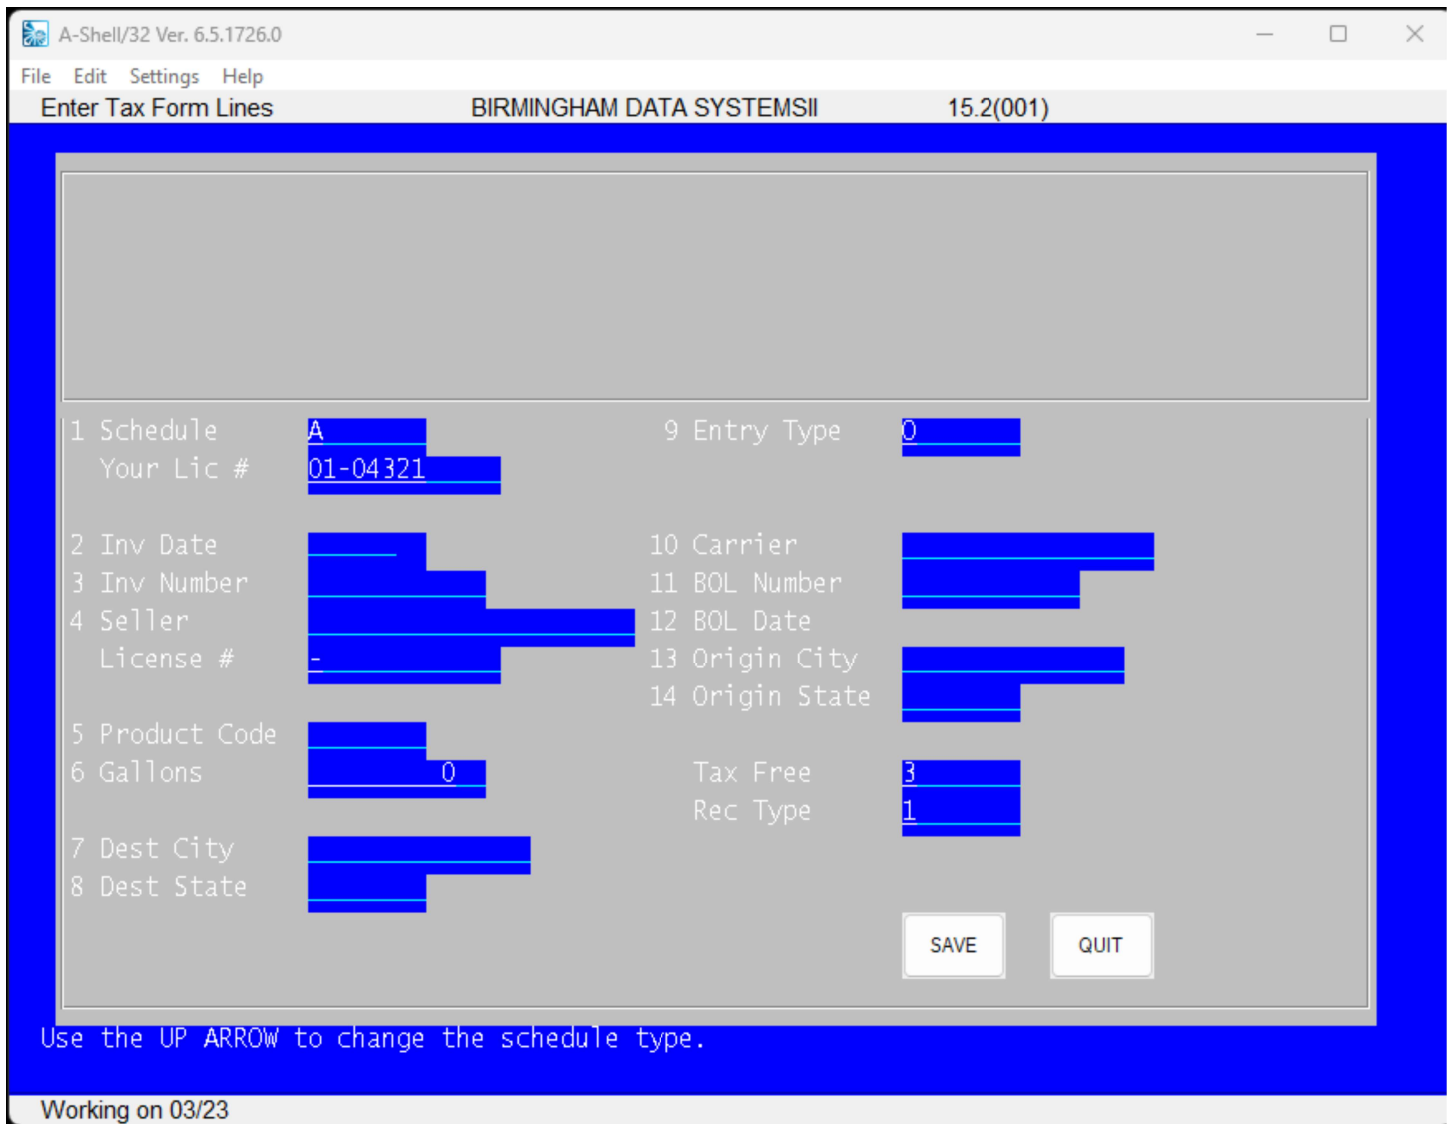 A-Shell/32 Ver. 6.5.1726.0
File Edit Settings Help
Enter Tax Form Lines BIRMINGHAM DATA SYSTEMSII 15.2(001)
1 Schedule A 9 Entry Type O
Your Lic # 01-04321
2 Inv Date 10 Carrier
3 Inv Number 11 BOL Number
4 Seller 12 BOL Date
License # - 13 Origin City
14 Origin State
5 Product Code
6 Gallons 0 Tax Free 3
Rec Type 1
7 Dest City
8 Dest State
SAVE QUIT
Use the UP ARROW to change the schedule type.
Working on 03/23